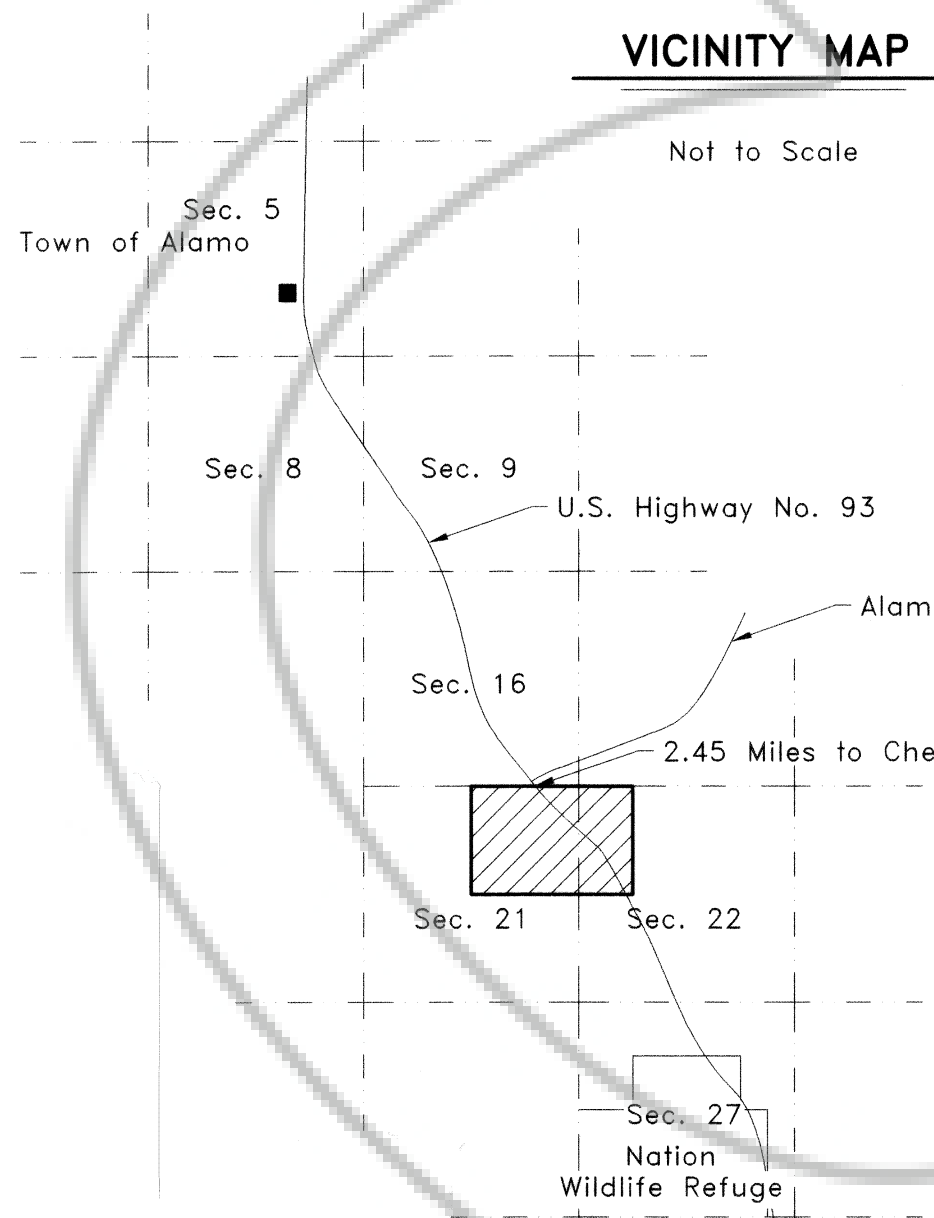 VICINITY MAP
Not to Scale
Sec. 5
Town of Alamo
Sec. 8
Sec. 9
U.S. Highway No. 93
Alam
Sec. 16
2.45 Miles to Che
Sec. 21
Sec. 22
Sec. 27
Nation
Wildlife Refuge